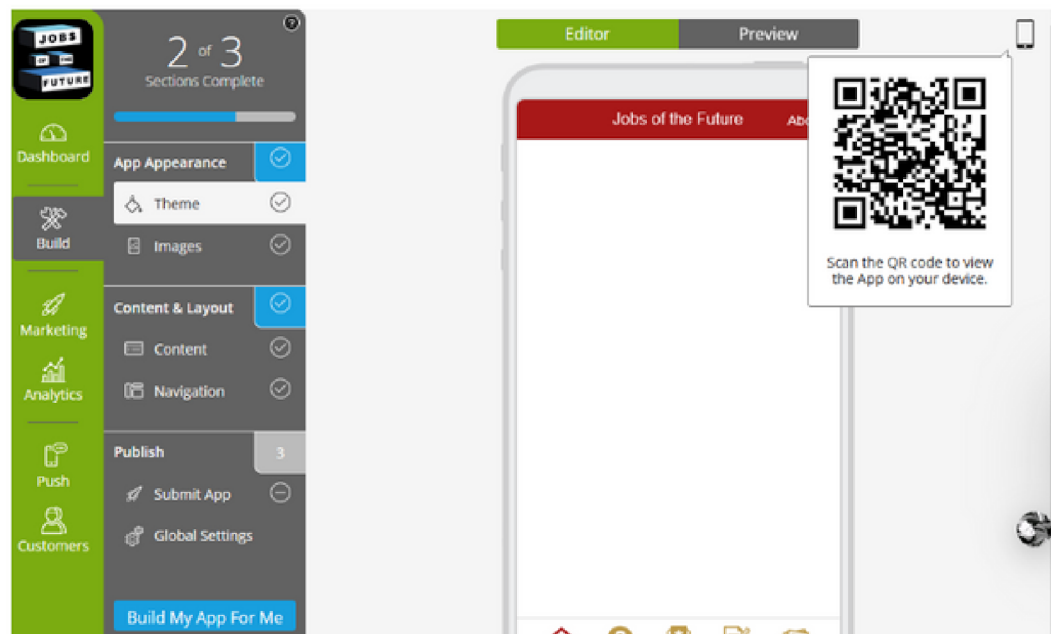 JOBS
OF THE
FUTURE
Dashboard
Build
Marketing
Analytics
Push
Customers
?
2 of 3
Sections Complete
App Appearance
Theme
Images
Content & Layout
Content
Navigation
Publish
3
Submit App
Global Settings
Build My App For Me
Editor
Preview
Jobs of the Future
Abo
Scan the QR code to view
the App on your device.